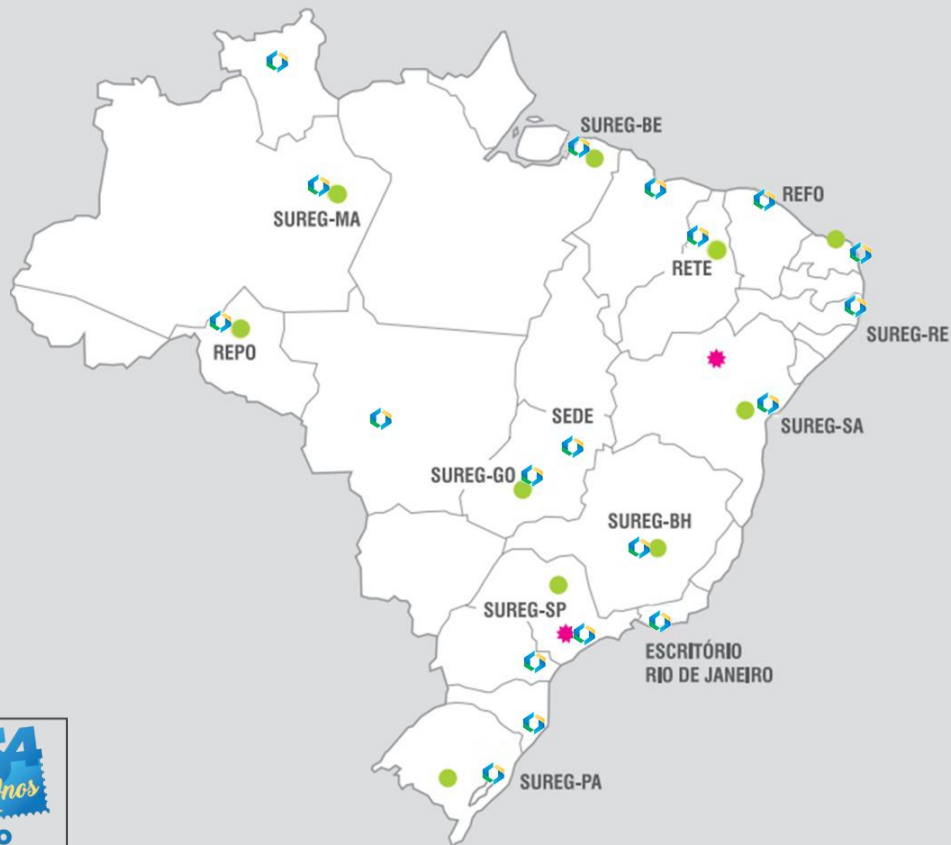 SUREG-BE
REFO
SUREG-MA
RETE
SUREG-RE
REPO
SEDE
SUREG-SA
SUREG-GO
SUREG-BH
SUREG-SP
ESCRITÓRIO
RIO DE JANEIRO
SUREG-PA
Anos